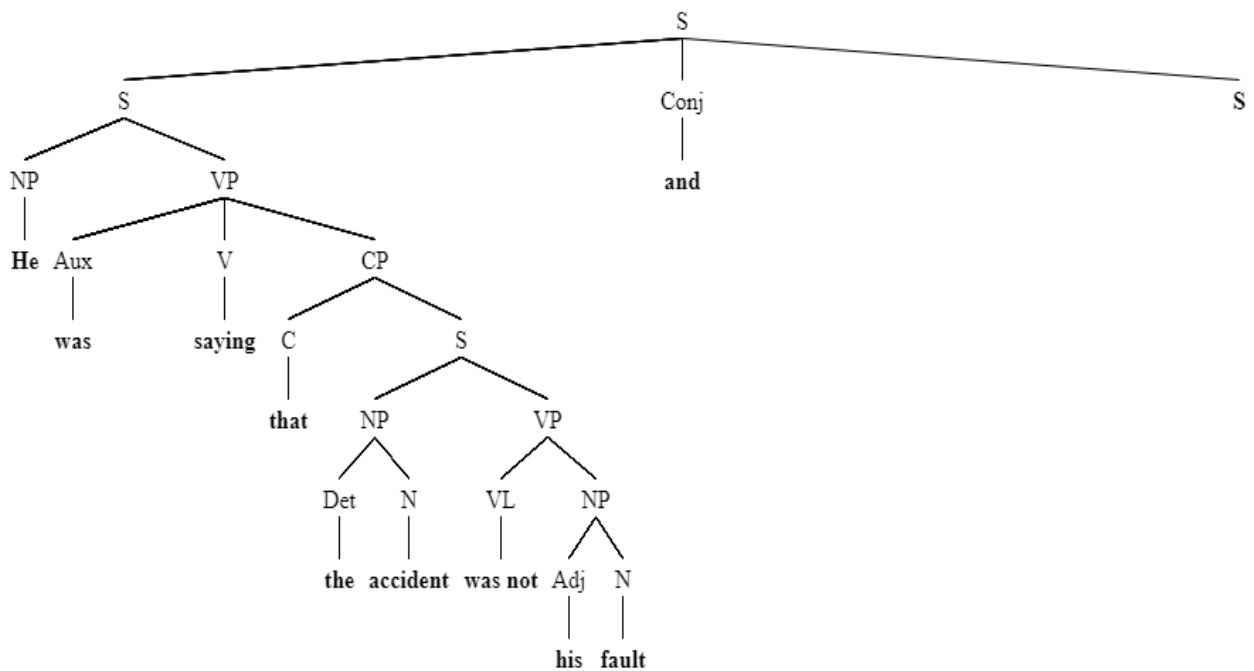 S
S Conj S
NP VP and
He Aux V CP
was saying C S
that NP VP
Det N VL NP
the accident was not Adj N
his fault